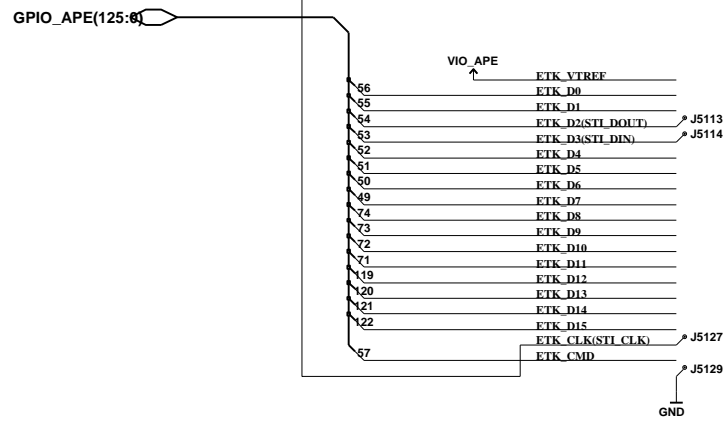 GPIO_APE(125:0)
VIO_APE
ETK_VTREF
56 ETK_D0
55 ETK_D1
54 ETK_D2(STI_DOUT) J5113
53 ETK_D3(STI_DIN) J5114
52 ETK_D4
51 ETK_D5
50 ETK_D6
49 ETK_D7
74 ETK_D8
73 ETK_D9
72 ETK_D10
71 ETK_D11
119 ETK_D12
120 ETK_D13
121 ETK_D14
122 ETK_D15
ETK_CLK(STI_CLK) J5127
57 ETK_CMD
J5129
GND